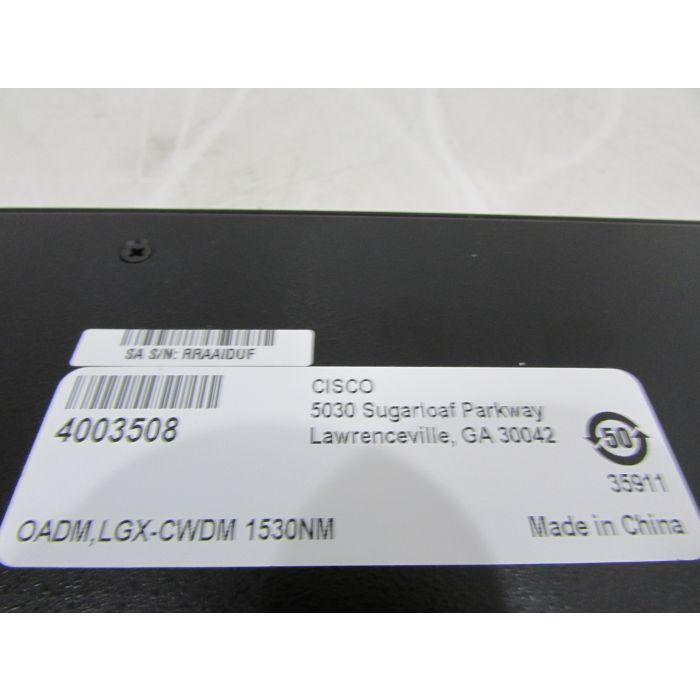 SA S/N: RRAAIDUF
4003508
CISCO
5030 Sugarloaf Parkway
Lawrenceville, GA 30042
50
35911
OADM,LGX-CWDM 1530NM
Made in China